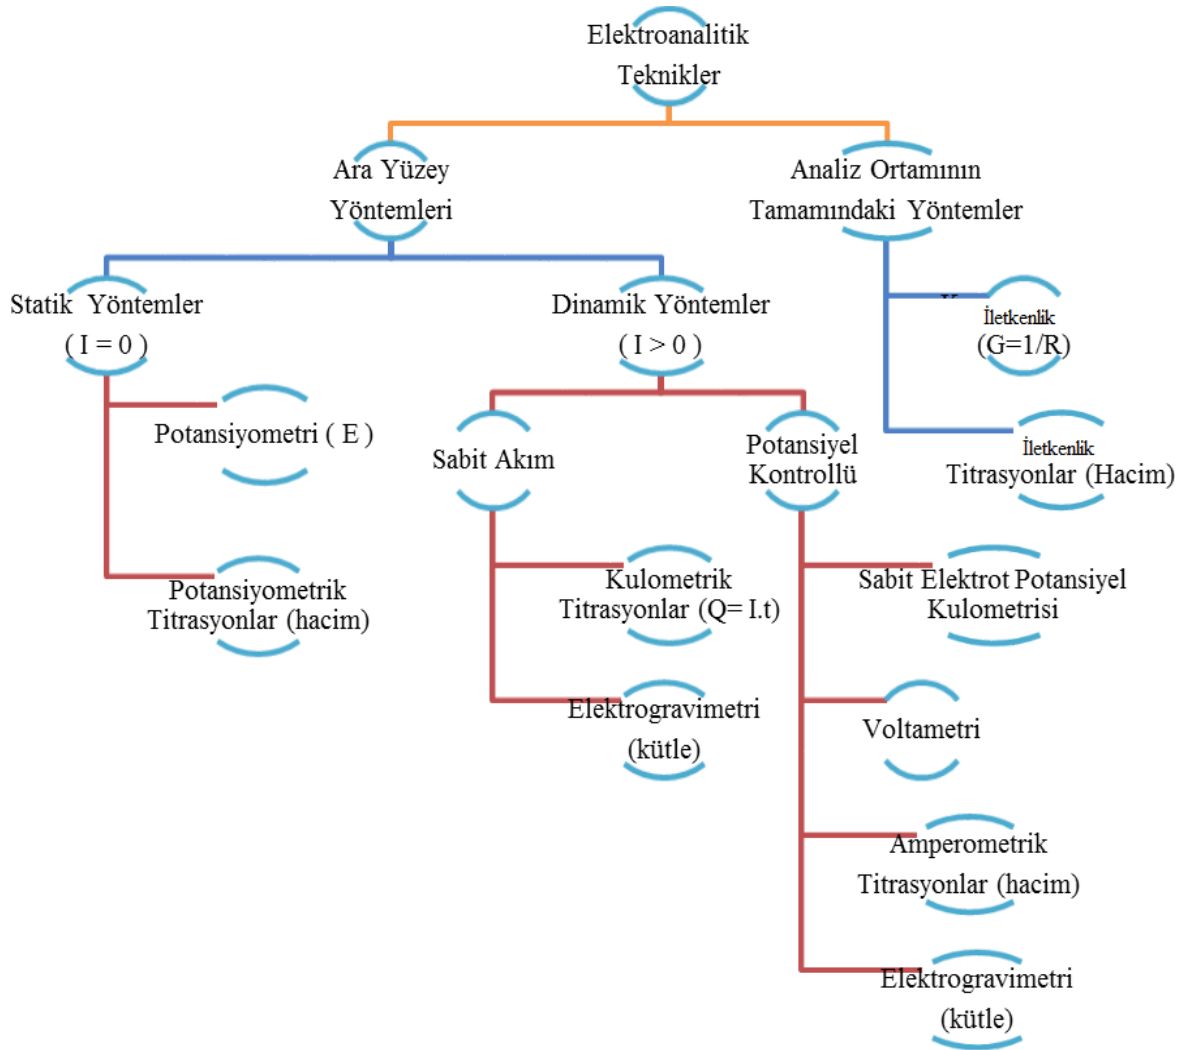 Elektroanalitik
Teknikler
Ara Yüzey
Yöntemleri
Analiz Ortamının
Tamamındaki Yöntemler
Statik Yöntemler
( I = 0 )
Dinamik Yöntemler
( I > 0 )
İletkenlik
(G=1/R)
Potansiyometri ( E )
Sabit Akım
Potansiyel
Kontrollü
İletkenlik
Titrasyonlar (Hacim)
Potansiyometrik
Titrasyonlar (hacim)
Kulometrik
Titrasyonlar (Q= I.t)
Sabit Elektrot Potansiyel
Kulometrisi
Elektrogravimetri
(kütle)
Voltametri
Amperometrik
Titrasyonlar (hacim)
Elektrogravimetri
(kütle)